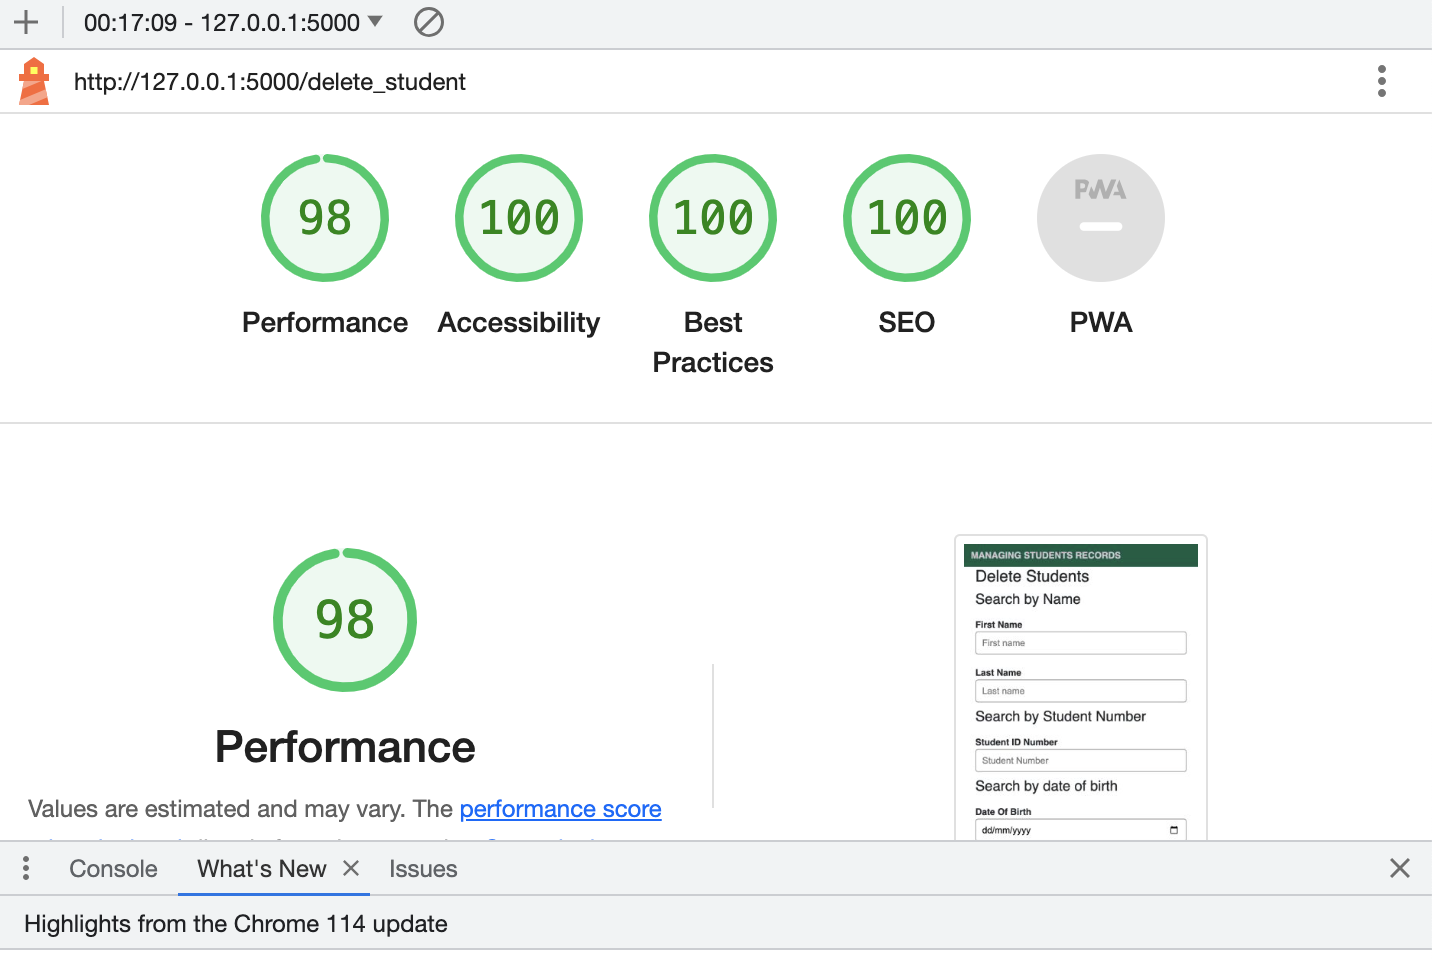 00:17:09 - 127.0.0.1:5000
http://127.0.0.1:5000/delete_student
98
100
100
100
PWA
Performance
Accessibility
Best
Practices
SEO
PWA
98
Performance
Values are estimated and may vary. The performance score
MANAGING STUDENTS RECORDS
Delete Students
Search by Name
First Name
First name
Last Name
Last name
Search by Student Number
Student ID Number
Student Number
Search by date of birth
Date Of Birth
dd/mm/yyyy
Console
What's New
Issues
Highlights from the Chrome 114 update